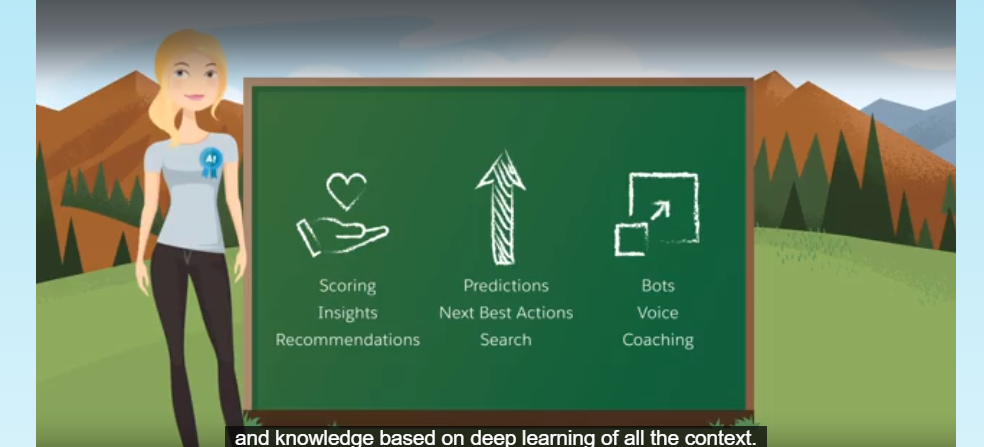 AI
Scoring
Insights
Recommendations
Predictions
Next Best Actions
Search
Bots
Voice
Coaching
and knowledge based on deep learning of all the context.